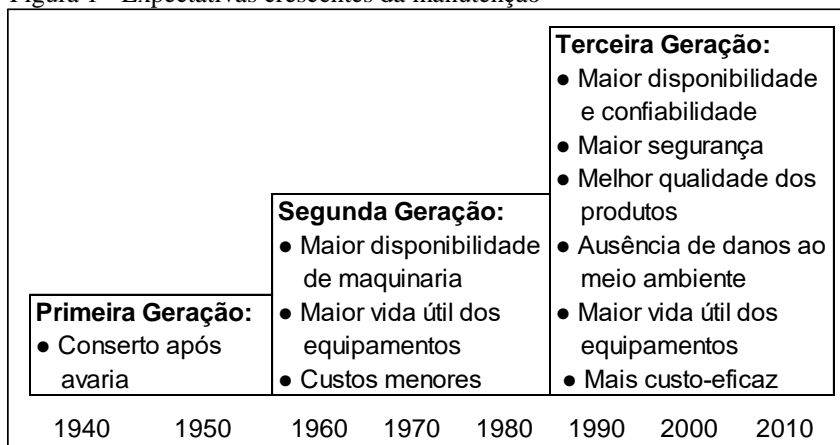 Figura 1 - Expectativas crescentes da manutenção
Primeira Geração:
● Conserto após
avaria
Segunda Geração:
● Maior disponibilidade
de maquinaria
● Maior vida útil dos
equipamentos
● Custos menores
Terceira Geração:
● Maior disponibilidade
e confiabilidade
● Maior segurança
● Melhor qualidade dos
produtos
● Ausência de danos ao
meio ambiente
● Maior vida útil dos
equipamentos
● Mais custo-eficaz
1940 1950 1960 1970 1980 1990 2000 2010